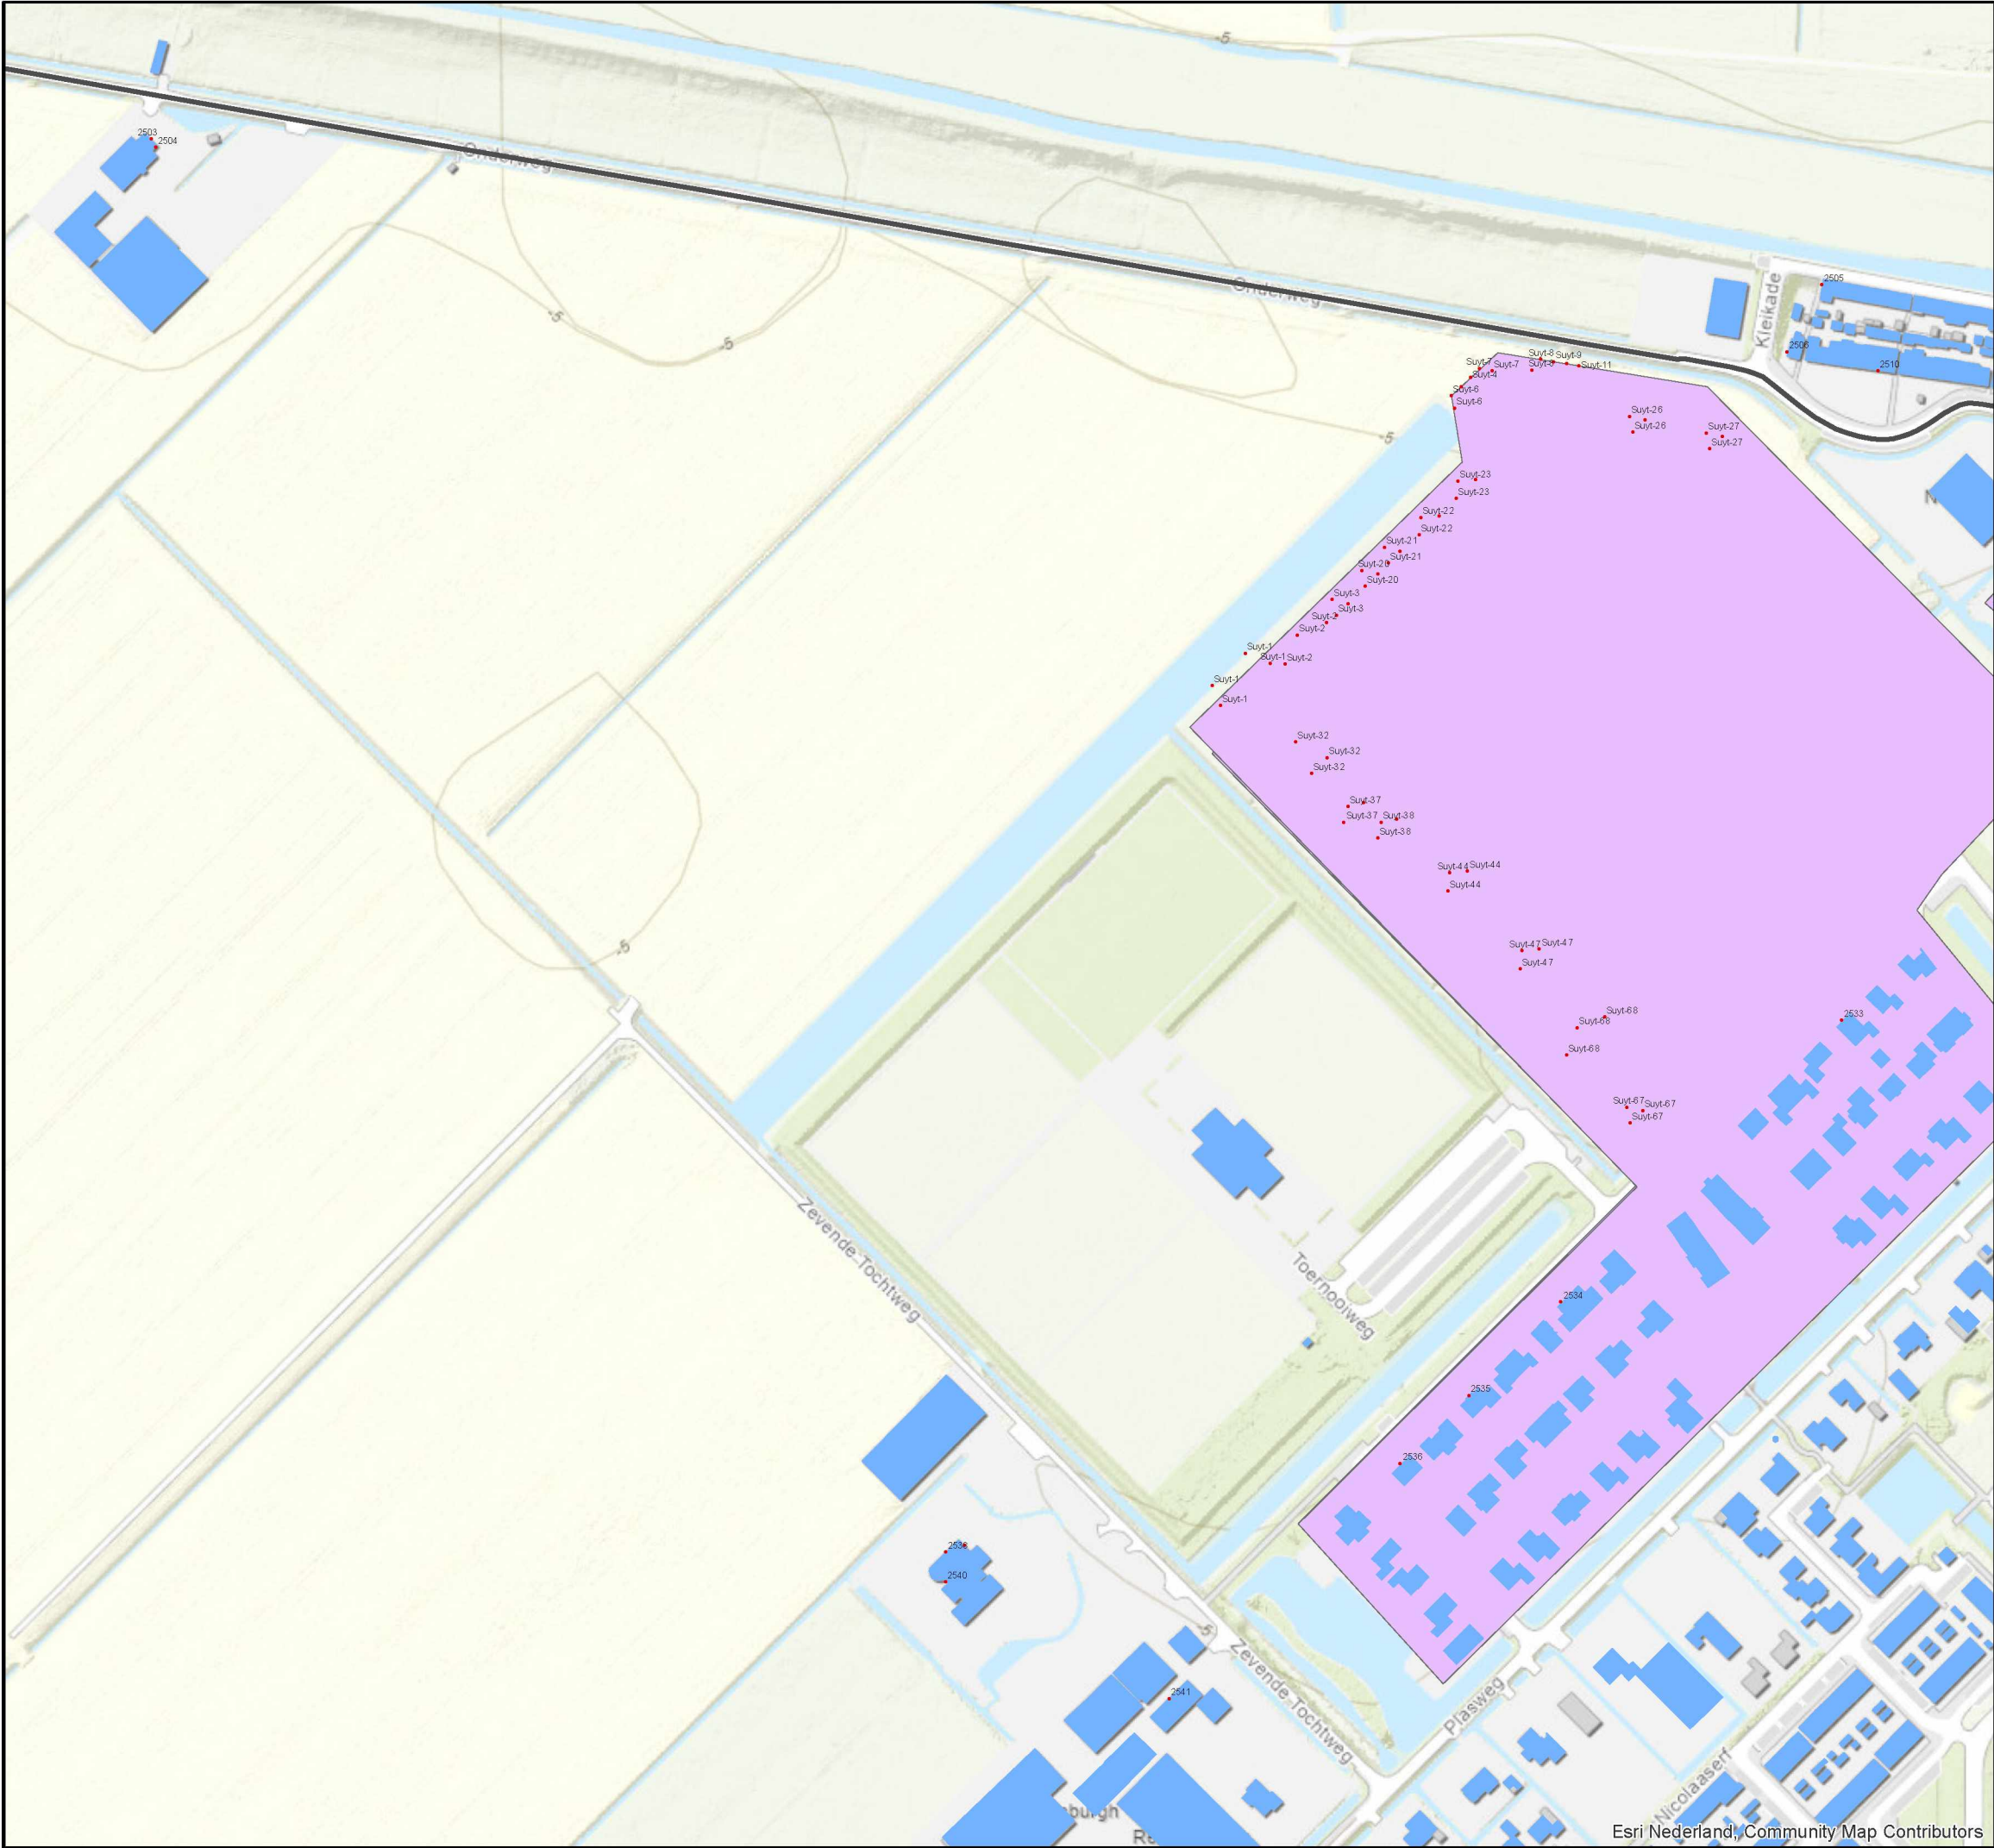 -5
2503
2504
Onderweg
Onderweg
Kleikade
2505
2506
2510
-5
-5
-5
Suyt-7
Suyt-7
Suyt-4
Suyt-6
Suyt-6
Suyt-8
Suyt-9
Suyt-11
Suyt-26
Suyt-26
Suyt-27
Suyt-27
N
Suyt-23
Suyt-23
Suyt-22
Suyt-22
Suyt-21
Suyt-21
Suyt-20
Suyt-20
Suyt-3
Suyt-3
Suyt-2
Suyt-2
Suyt-1
Suyt-1
Suyt-2
Suyt-1
Suyt-1
Suyt-32
Suyt-32
Suyt-32
Suyt-37
Suyt-37
Suyt-38
Suyt-38
Suyt-44
Suyt-44
Suyt-44
-5
Suyt-47
Suyt-47
Suyt-47
Suyt-68
Suyt-68
Suyt-68
2533
Suyt-67
Suyt-67
Suyt-67
Zevende Tochtweg
Toernooiweg
2534
2535
2536
2540
-5
Zevende Tochtweg
2541
Plasweg
Nicolaaserf
burgh
Esri Nederland, Community Map Contributors